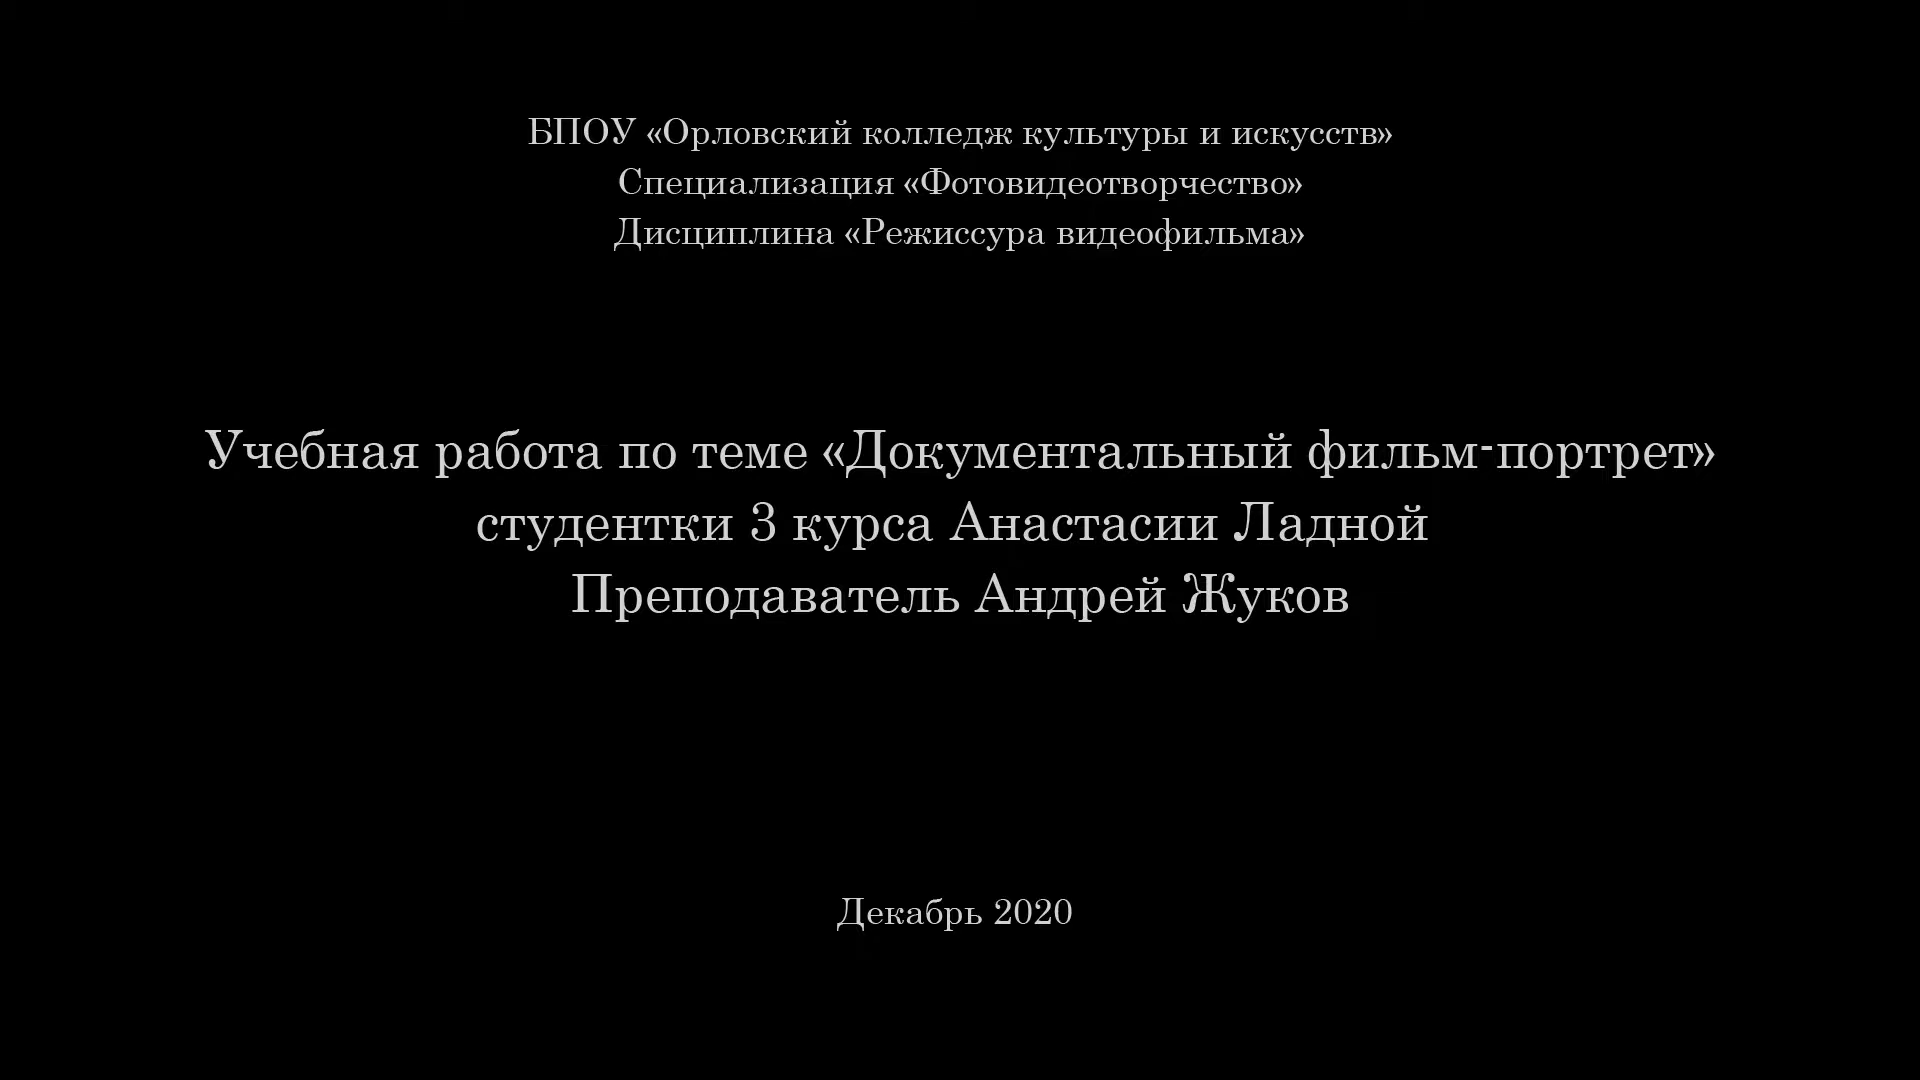 БПОУ «Орловский колледж культуры и искусств»
Специализация «Фотовидеотворчество»
Дисциплина «Режиссура видеофильма»
Учебная работа по теме «Документальный фильм-портрет»
студентки 3 курса Анастасии Ладной
Преподаватель Андрей Жуков
Декабрь 2020